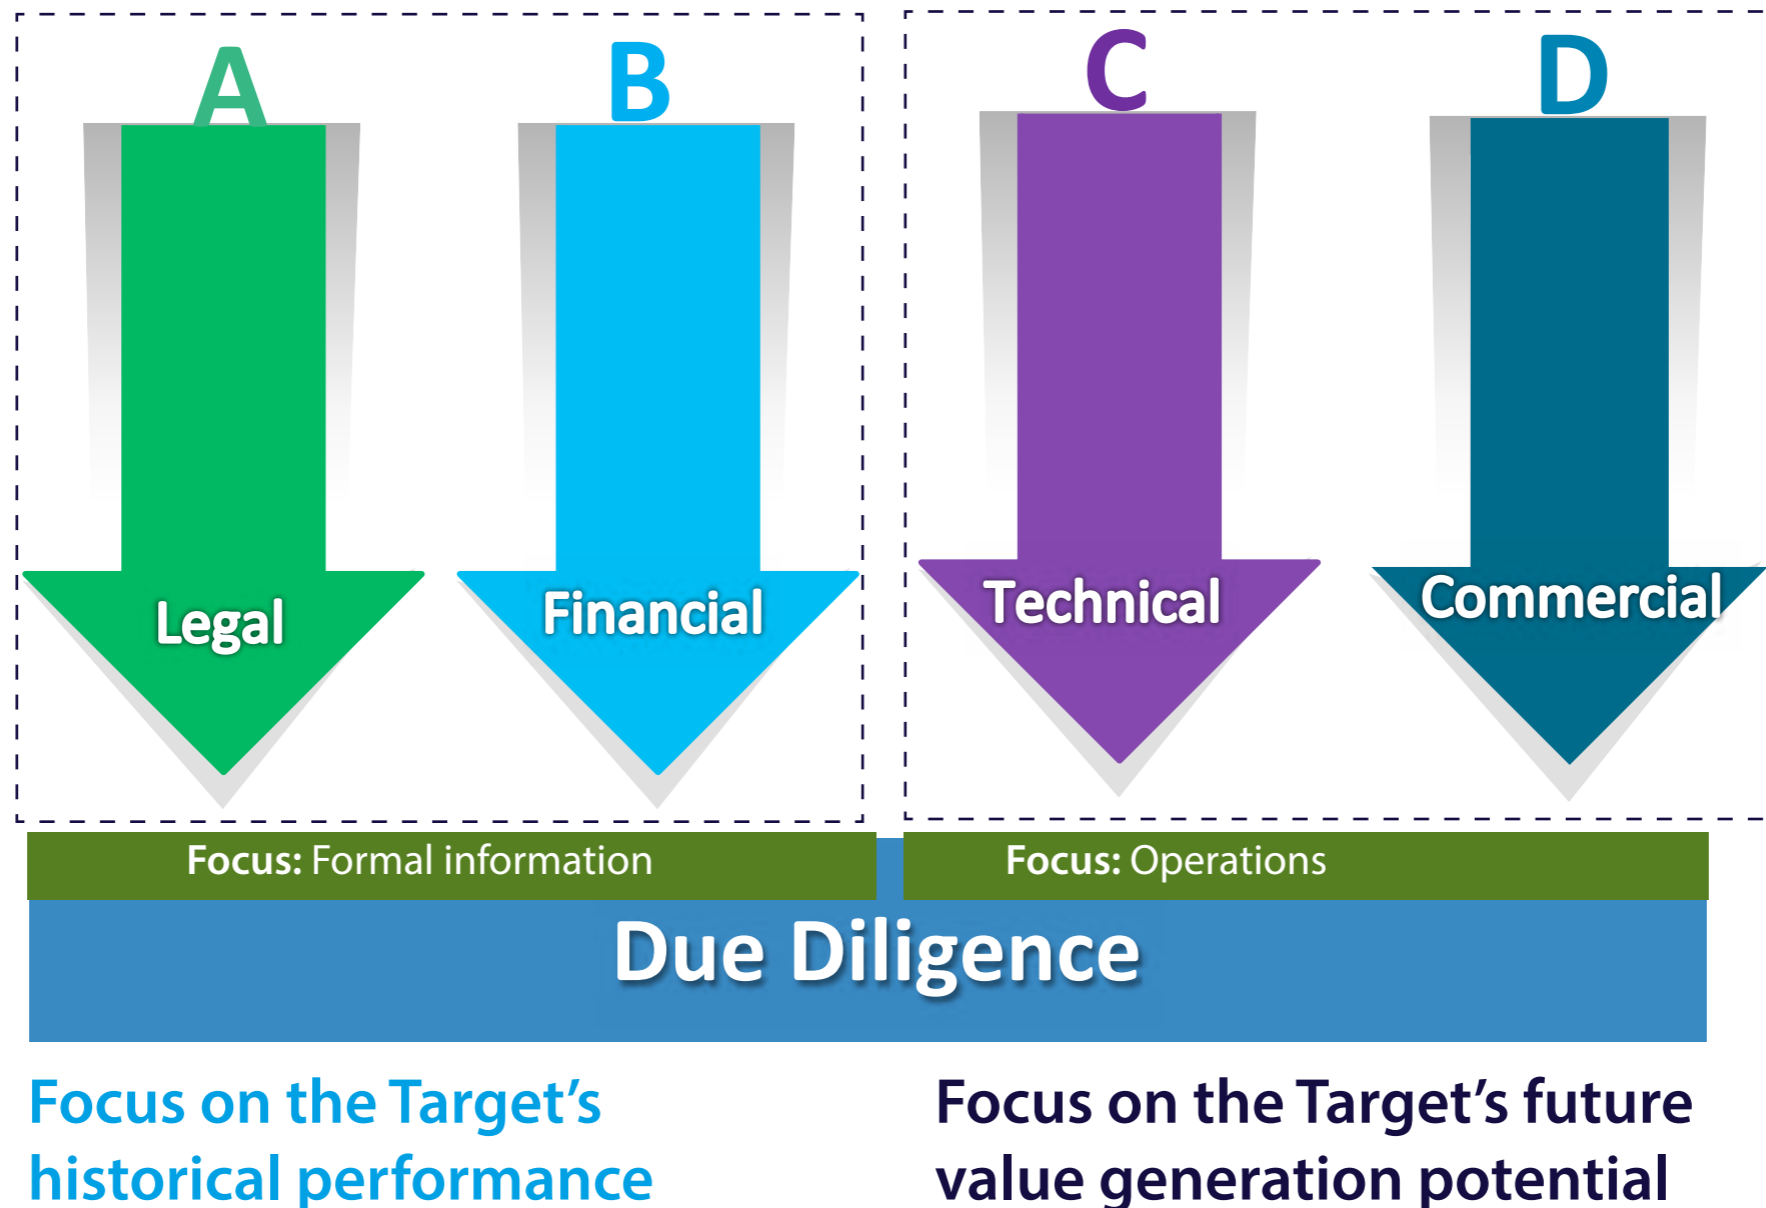 A
B
C
D
Legal
Financial
Technical
Commercial
Focus: Formal information
Focus: Operations
Due Diligence
Focus on the Target’s
historical performance
Focus on the Target’s future
value generation potential